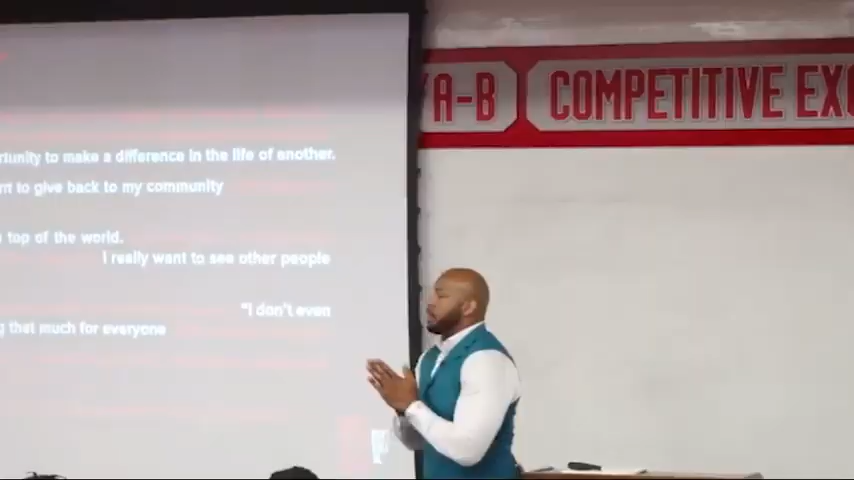 A-B
COMPETITIVE EXC
rtunity to make a difference in the life of another.
nt to give back to my community
top of the world.
I really want to see other people
"I don't even
g that much for everyone